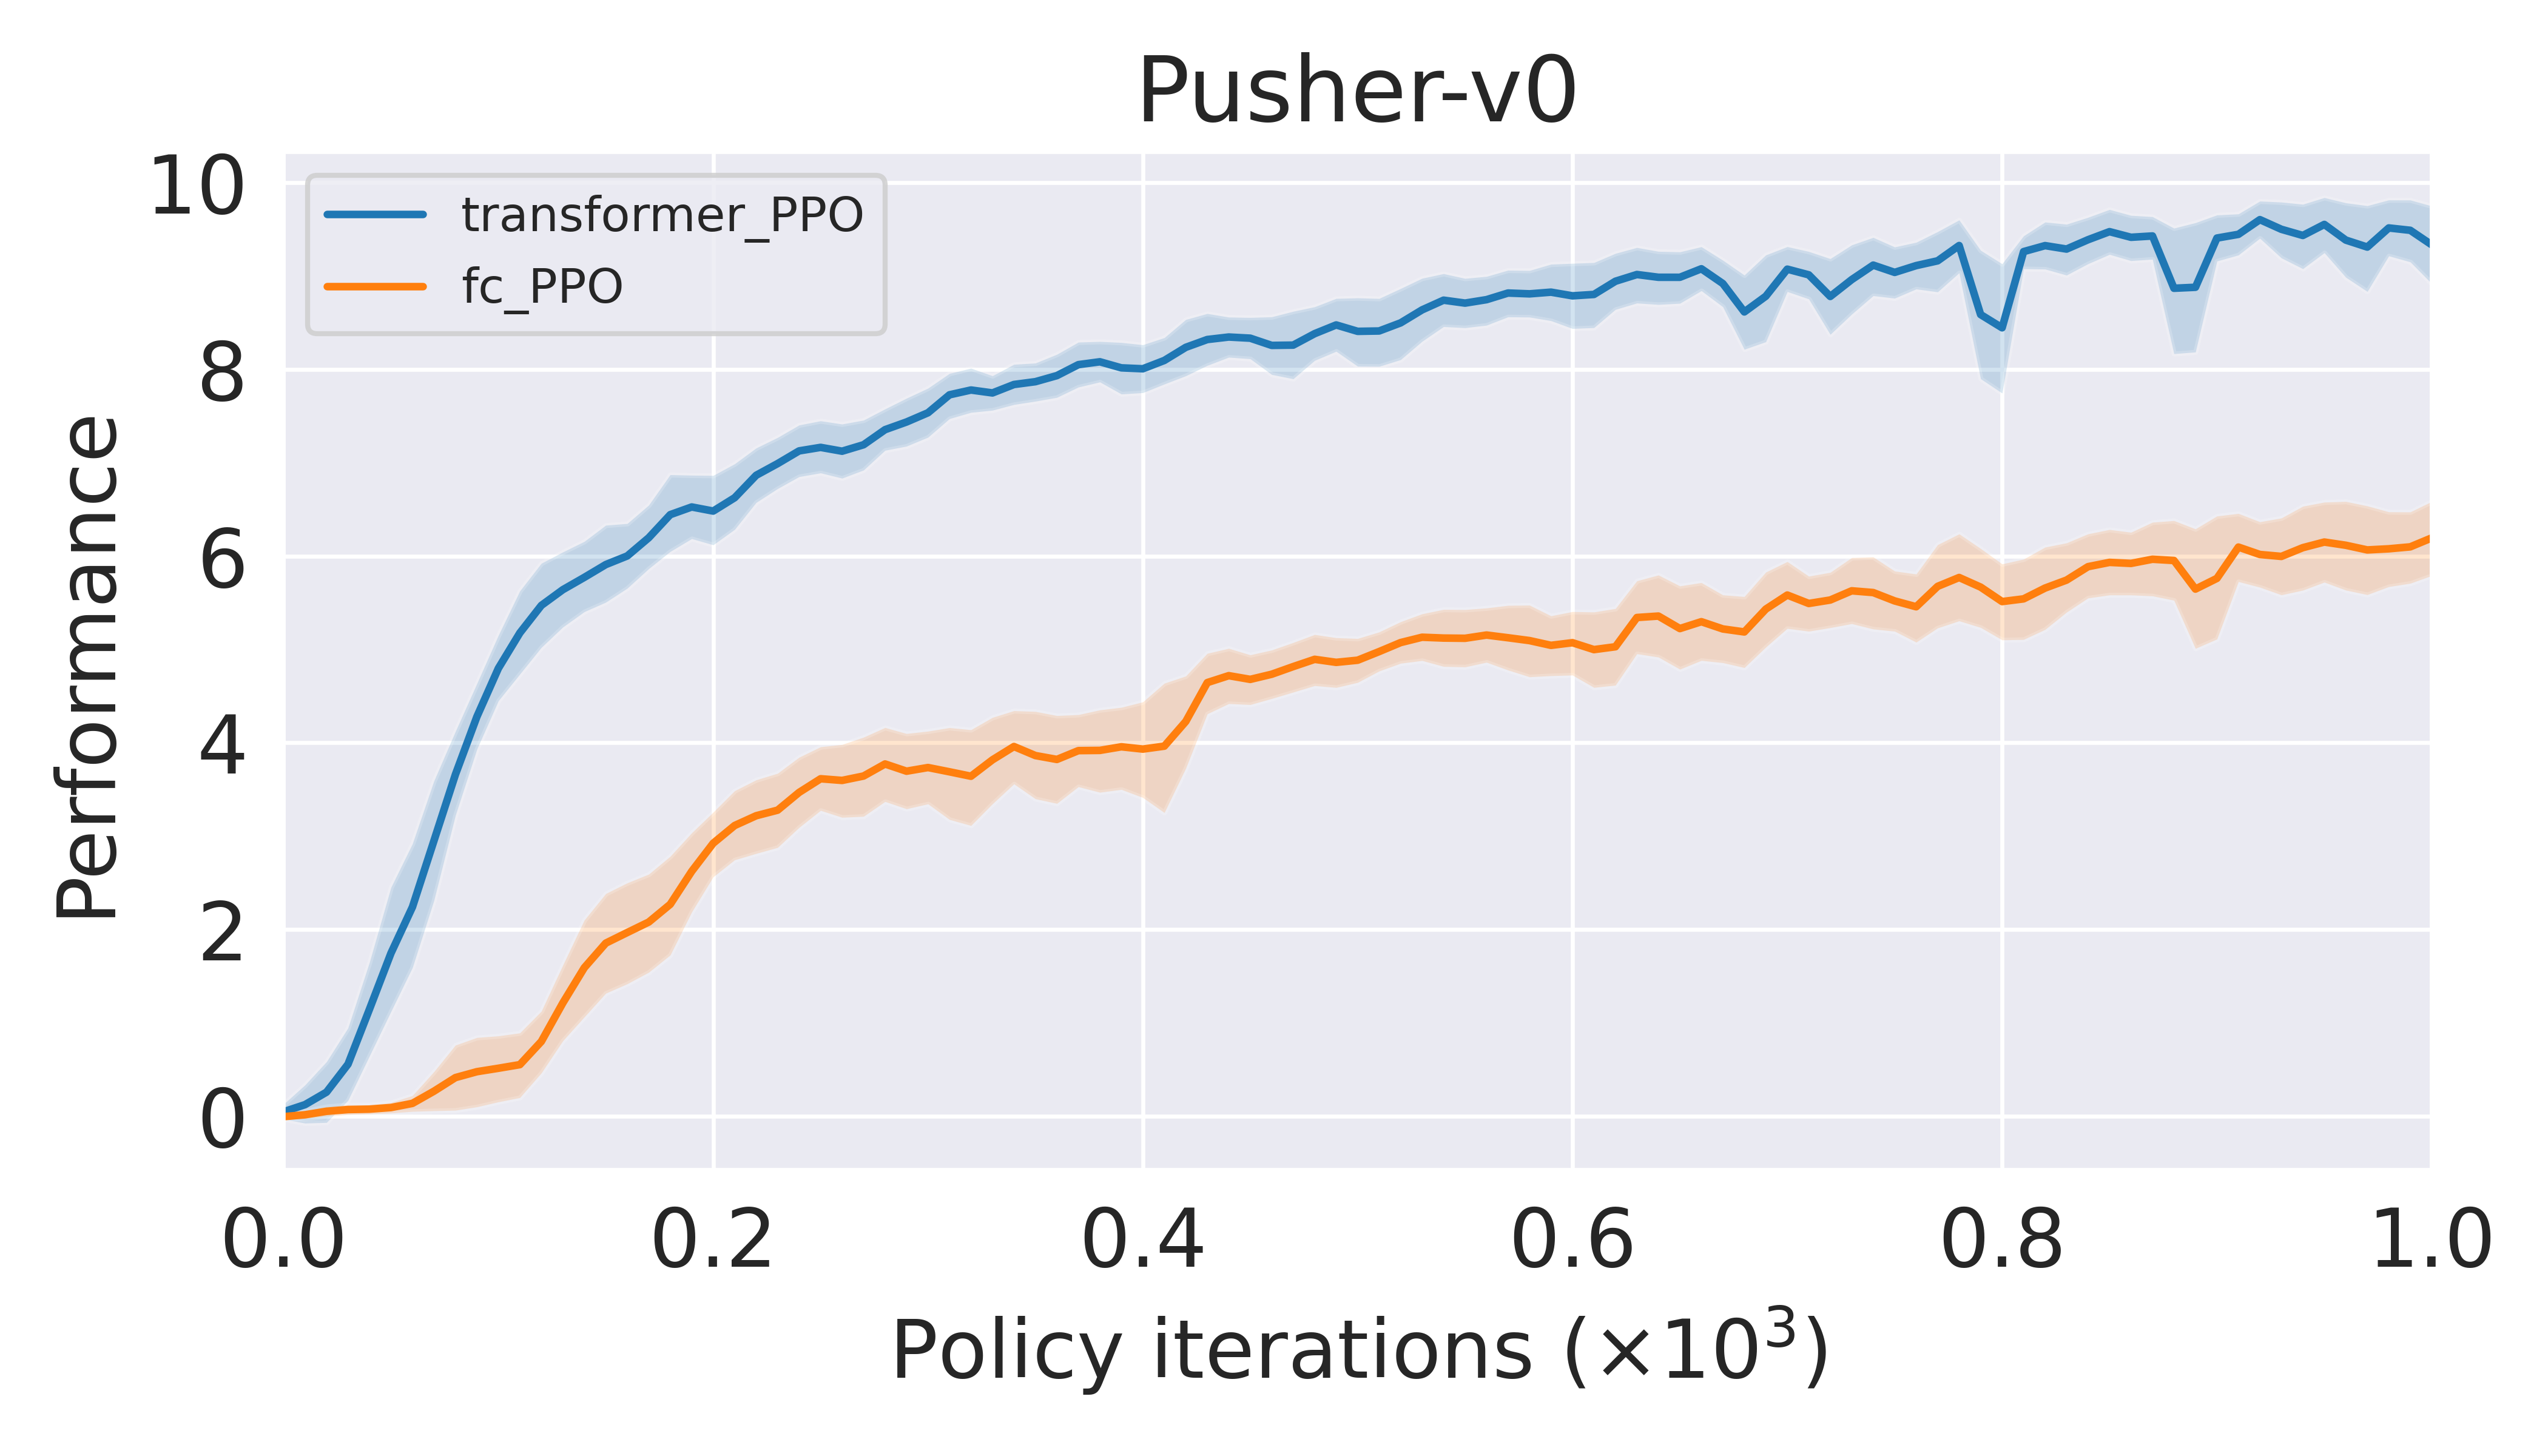 Pusher-v0
10
8
6
4
2
0
Performance
transformer_PPO
fc_PPO
0.0 0.2 0.4 0.6 0.8 1.0
Policy iterations (×10³)